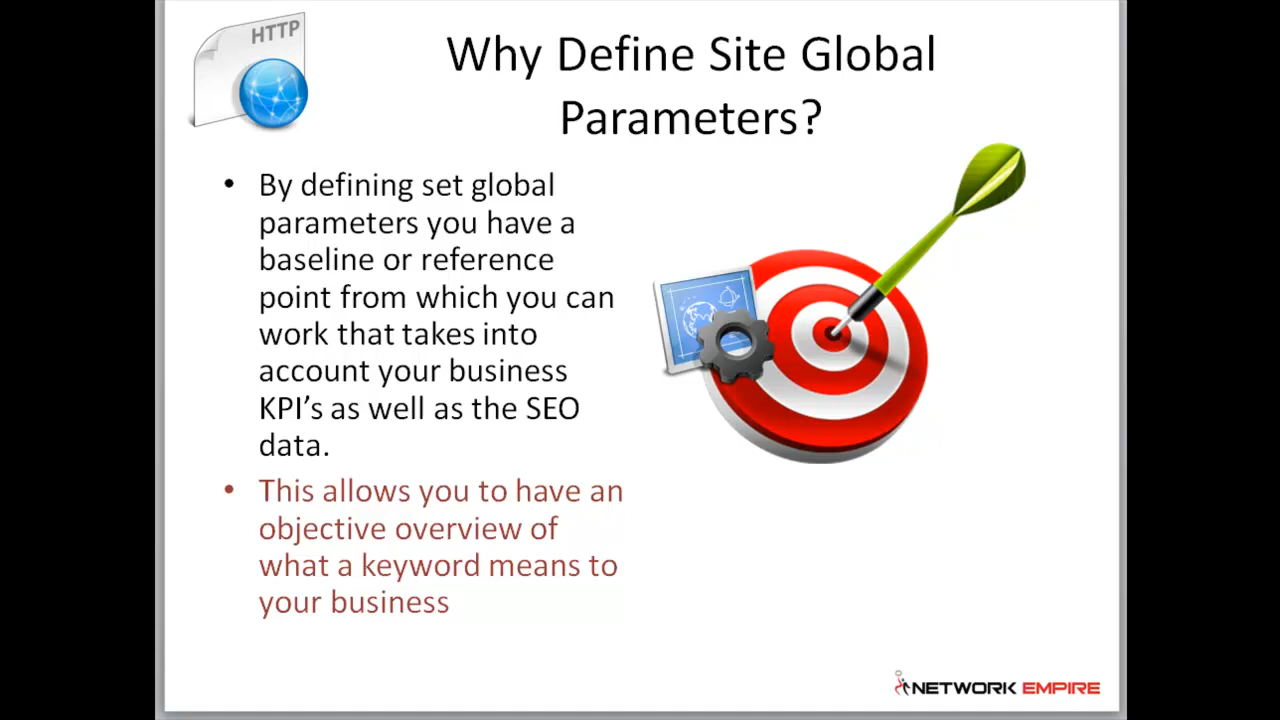 HTTP
Why Define Site Global
Parameters?
• By defining set global
parameters you have a
baseline or reference
point from which you can
work that takes into
account your business
KPI’s as well as the SEO
data.
• This allows you to have an
objective overview of
what a keyword means to
your business
NETWORK EMPIRE